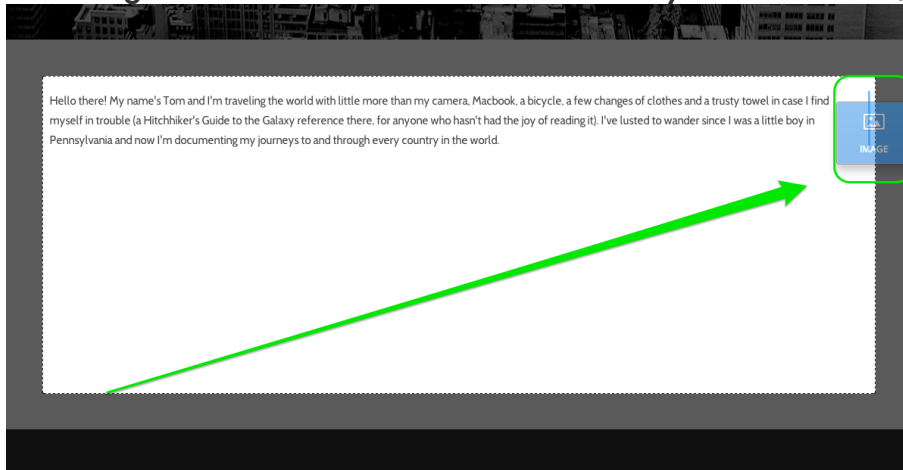 Hello there! My name's Tom and I'm traveling the world with little more than my camera, Macbook, a bicycle, a few changes of clothes and a trusty towel in case I find
myself in trouble (a Hitchhiker's Guide to the Galaxy reference there, for anyone who hasn't had the joy of reading it). I've lusted to wander since I was a little boy in
Pennsylvania and now I'm documenting my journeys to and through every country in the world.
IMAGE